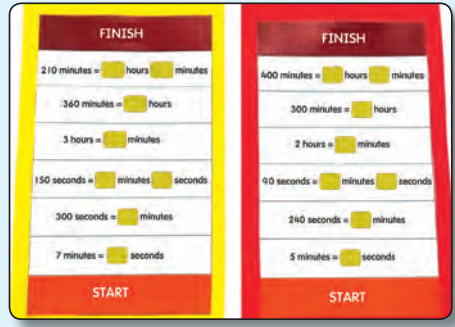 FINISH
210 minutes = hours minutes
360 minutes = hours
3 hours = minutes
150 seconds = minutes seconds
300 seconds = minutes
7 minutes = seconds
START
FINISH
400 minutes = hours minutes
300 minutes = hours
2 hours = minutes
90 seconds = minutes seconds
240 seconds = minutes
5 minutes = seconds
START